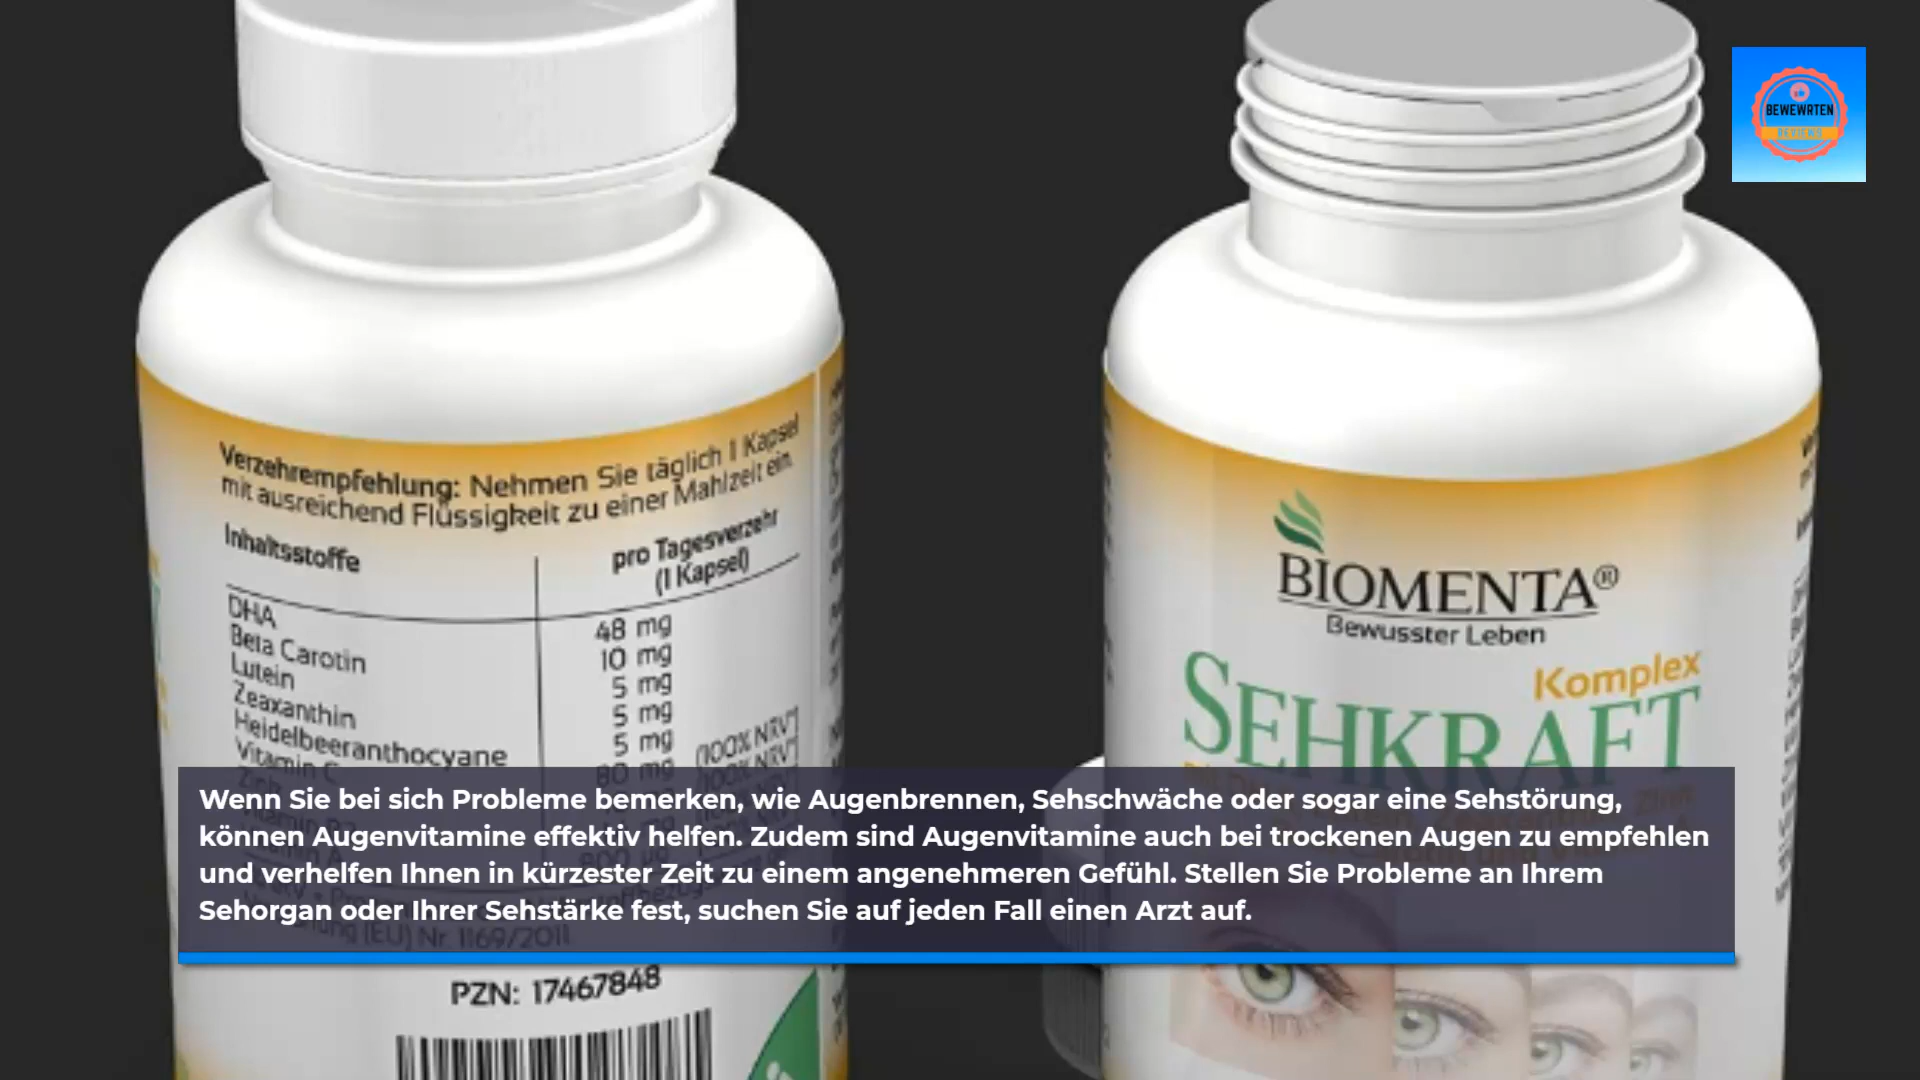 BEWEWRTEN
REVIEWS
Verzehrempfehlung: Nehmen Sie täglich 1 Kapsel
mit ausreichend Flüssigkeit zu einer Mahlzeit ein.
Inhaltsstoffe
pro Tagesverzehr
(1 Kapsel)
DHA 48 mg
Beta Carotin 10 mg
Lutein 5 mg
Zeaxanthin 5 mg
Heidelbeeranthocyane 5 mg
Vitamin C 80 mg (100% NRV*)
(EU) Nr. 1169/2011
PZN: 17467848
BIOMENTA®
Bewusster Leben
Komplex
SEHKRAFT
Wenn Sie bei sich Probleme bemerken, wie Augenbrennen, Sehschwäche oder sogar eine Sehstörung,
können Augenvitamine effektiv helfen. Zudem sind Augenvitamine auch bei trockenen Augen zu empfehlen
und verhelfen Ihnen in kürzester Zeit zu einem angenehmeren Gefühl. Stellen Sie Probleme an Ihrem
Sehorgan oder Ihrer Sehstärke fest, suchen Sie auf jeden Fall einen Arzt auf.